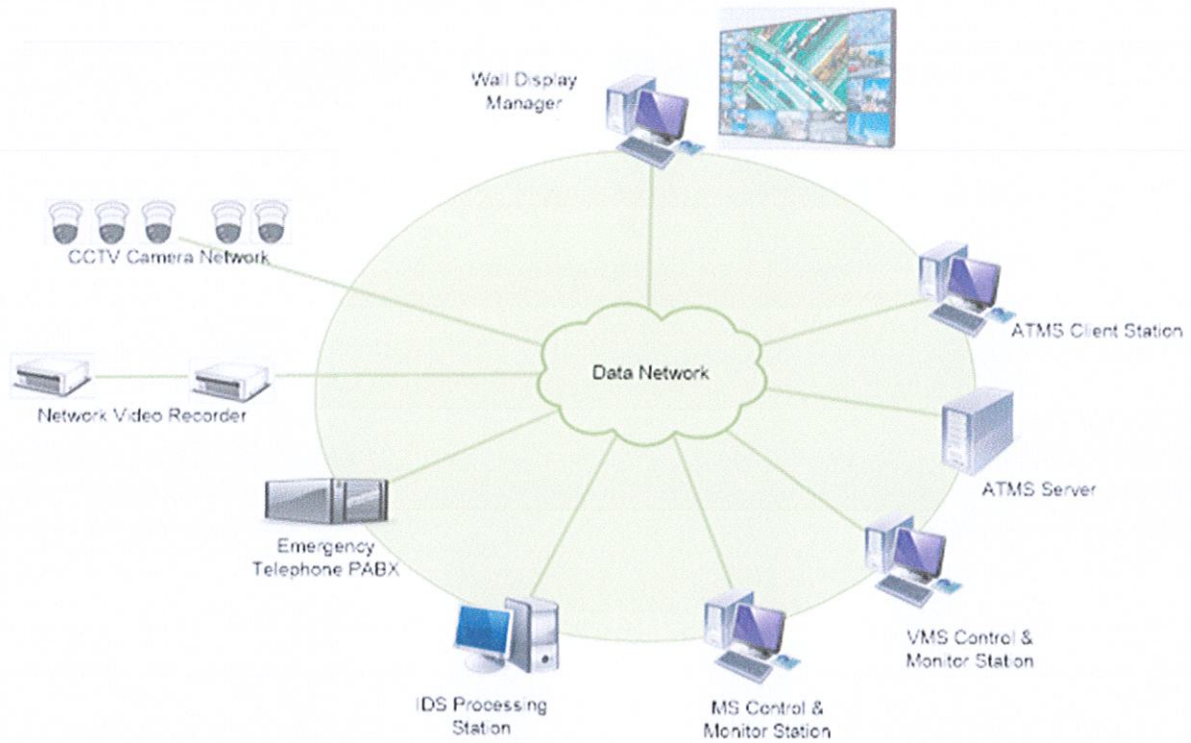 Wall Display
Manager
CCTV Camera Network
ATMS Client Station
Data Network
Network Video Recorder
ATMS Server
Emergency
Telephone PABX
VMS Control &
Monitor Station
IDS Processing
Station
MS Control &
Monitor Station